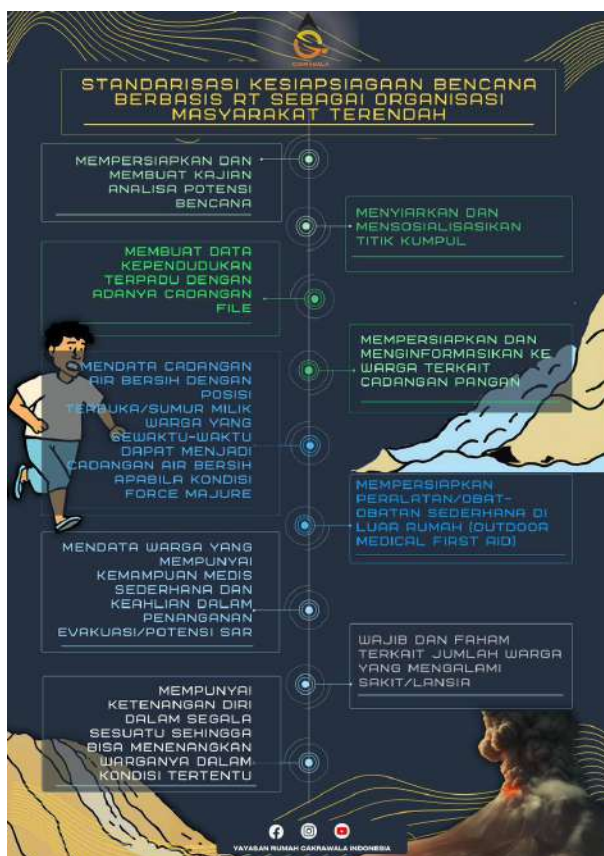 CAKRAWALA
STANDARISASI KESIAPSIAGAAN BENCANA
BERBASIS RT SEBAGAI ORGANISASI
MASYARAKAT TERENDAH
MEMPERSIAPKAN DAN
MEMBUAT KAJIAN
ANALISA POTENSI
BENCANA
MENYIARKAN DAN
MENSOSIALISASIKAN
TITIK KUMPUL
MEMBUAT DATA
KEPENDUDUKAN
TERPADU DENGAN
ADANYA CADANGAN
FILE
MEMPERSIAPKAN DAN
MENGINFORMASIKAN KE
WARGA TERKAIT
CADANGAN PANGAN
MENDATA CADANGAN
AIR BERSIH DENGAN
POSISI
TERBUKA/SUMUR MILIK
WARGA YANG
SEWAKTU-WAKTU
DAPAT MENJADI
CADANGAN AIR BERSIH
APABILA KONDISI
FORCE MAJURE
MEMPERSIAPKAN
PERALATAN/OBAT-
OBATAN SEDERHANA DI
LUAR RUMAH (OUTDOOR
MEDICAL FIRST AID)
MENDATA WARGA YANG
MEMPUNYAI
KEMAMPUAN MEDIS
SEDERHANA DAN
KEAHLIAN DALAM
PENANGANAN
EVAKUASI/POTENSI SAR
WAJIB DAN FAHAM
TERKAIT JUMLAH WARGA
YANG MENGALAMI
SAKIT/LANSIA
MEMPUNYAI
KETENANGAN DIRI
DALAM SEGALA
SESUATU SEHINGGA
BISA MENENANGKAN
WARGANYA DALAM
KONDISI TERTENTU
YAYASAN RUMAH CAKRAWALA INDONESIA